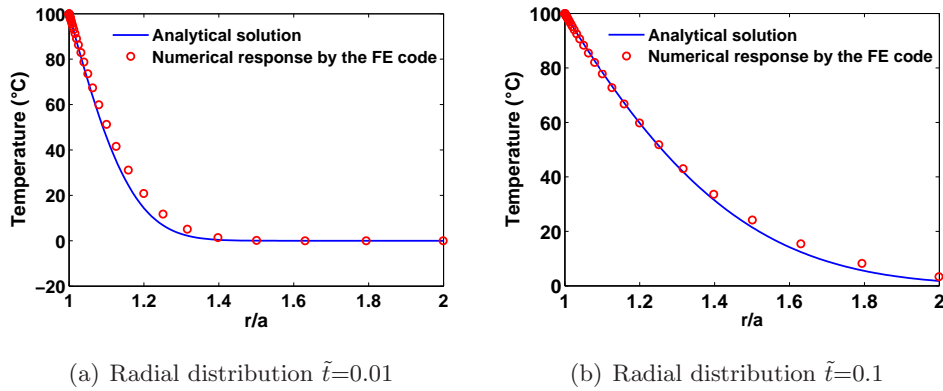 100
80
60
40
20
0
−20
Temperature (°C)
Analytical solution
Numerical response by the FE code
1
1.2
1.4
1.6
1.8
2
r/a
(a) Radial distribution t̃=0.01
100
80
60
40
20
0
Temperature (°C)
Analytical solution
Numerical response by the FE code
1
1.2
1.4
1.6
1.8
2
r/a
(b) Radial distribution t̃=0.1